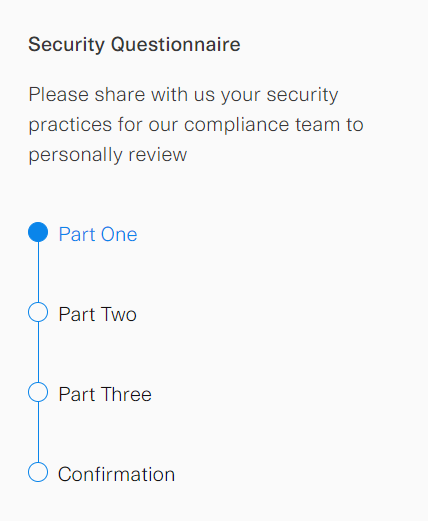 Security Questionnaire
Please share with us your security
practices for our compliance team to
personally review
Part One
Part Two
Part Three
Confirmation